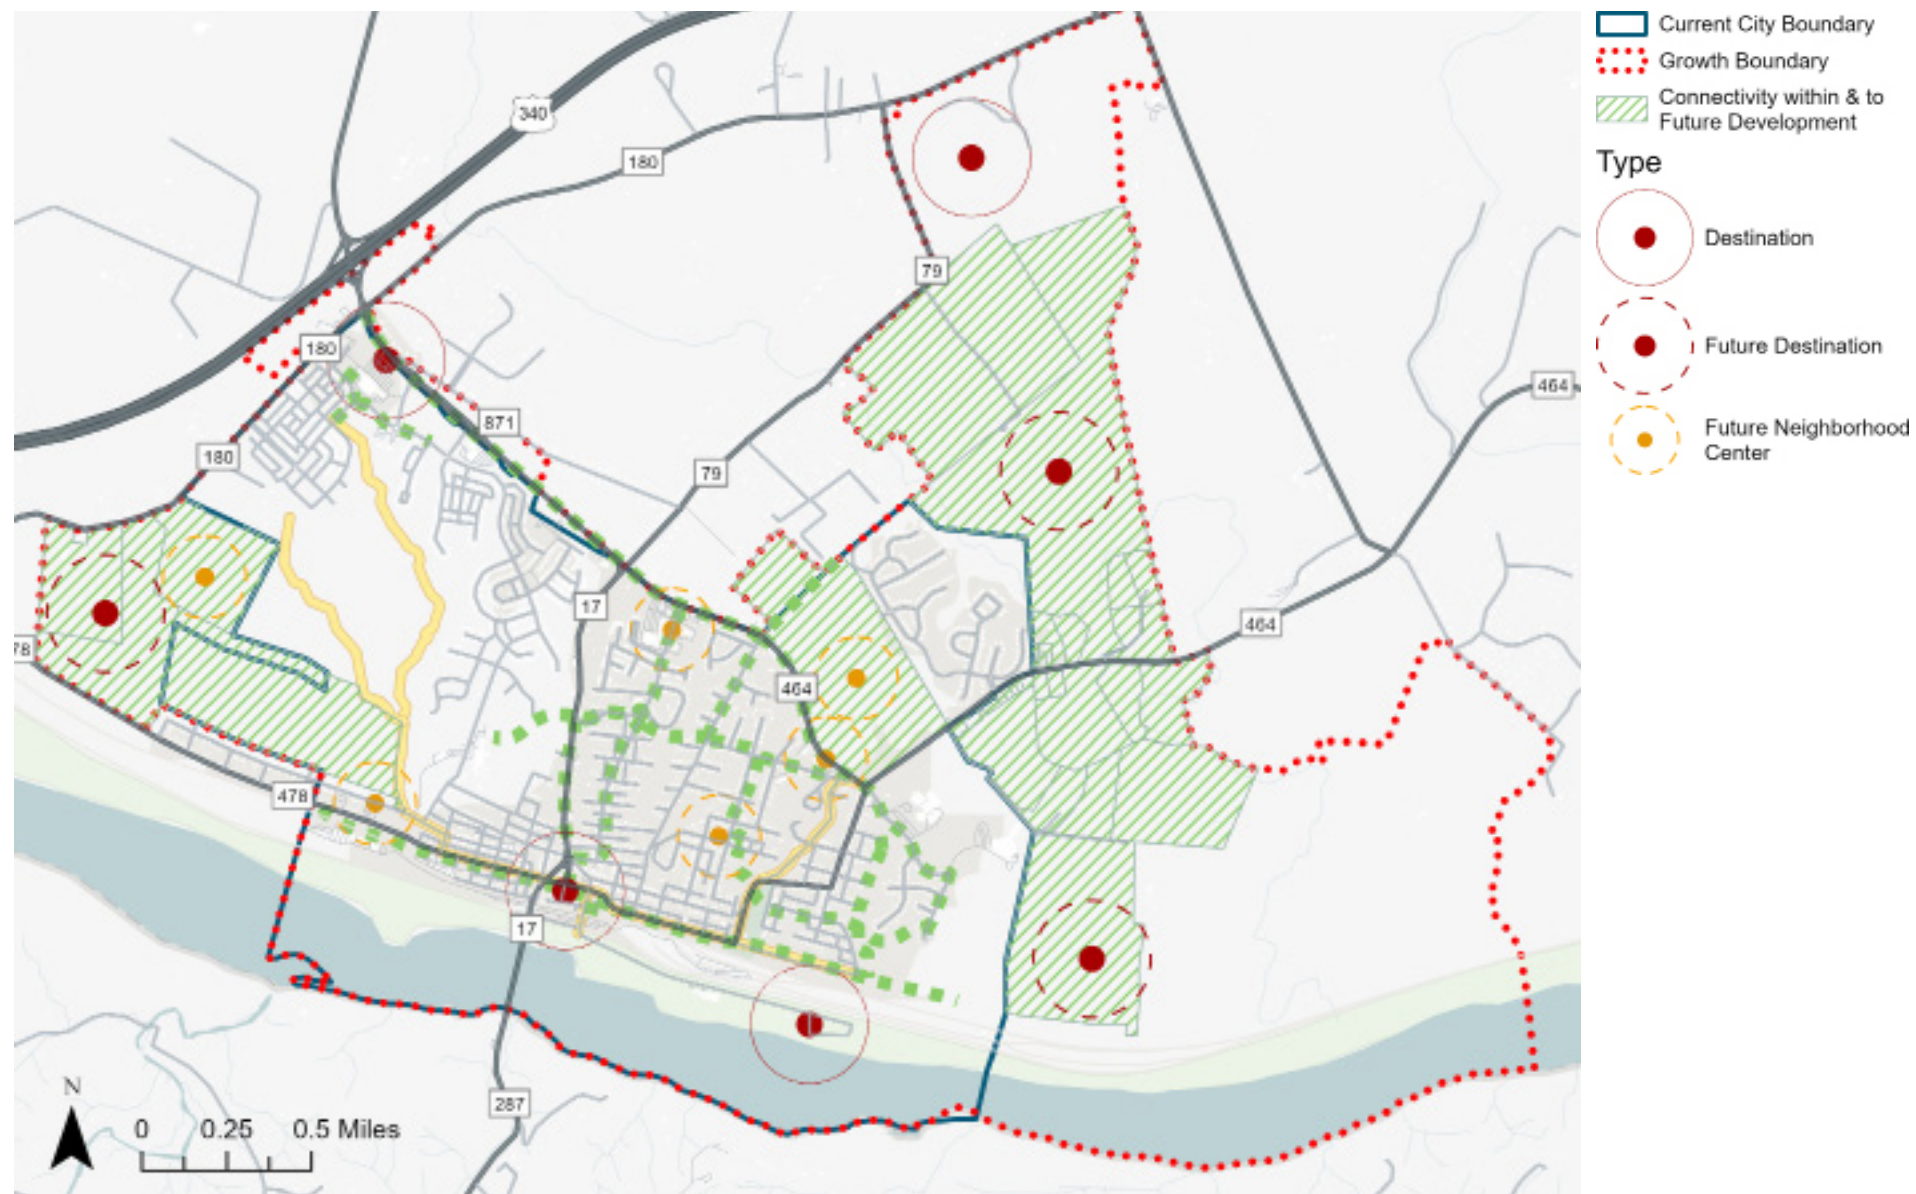 Current City Boundary
Growth Boundary
Connectivity within & to
Future Development
Type
Destination
Future Destination
Future Neighborhood
Center
340
180
79
180
464
871
180
79
17
464
78
464
478
17
287
N
0 0.25 0.5 Miles